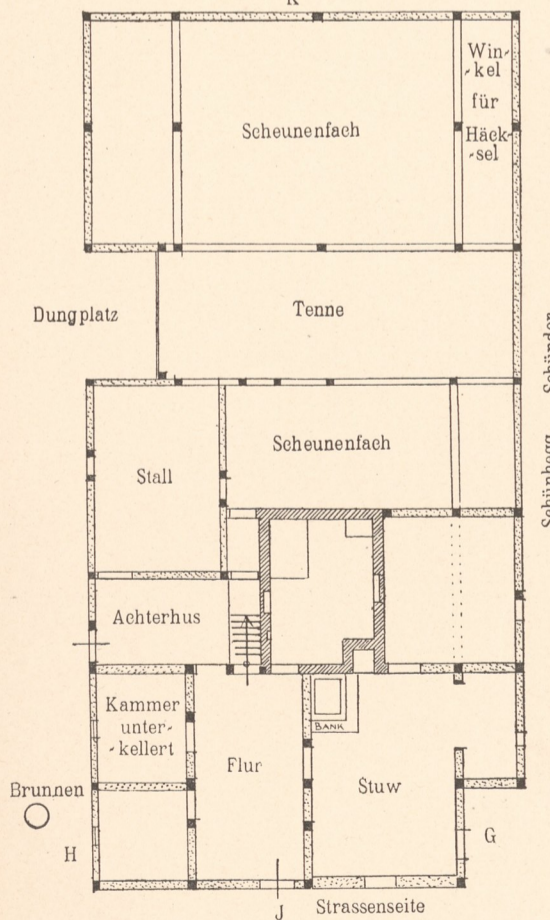 K
Win-
-kel
für
Häck-
-sel
Scheunenfach
Dungplatz
Tenne
Scheunenfach
Stall
Achterhus
Kammer
unter-
-kellert
BANK
Flur
Stuw
Brunnen
H
G
J
Strassenseite